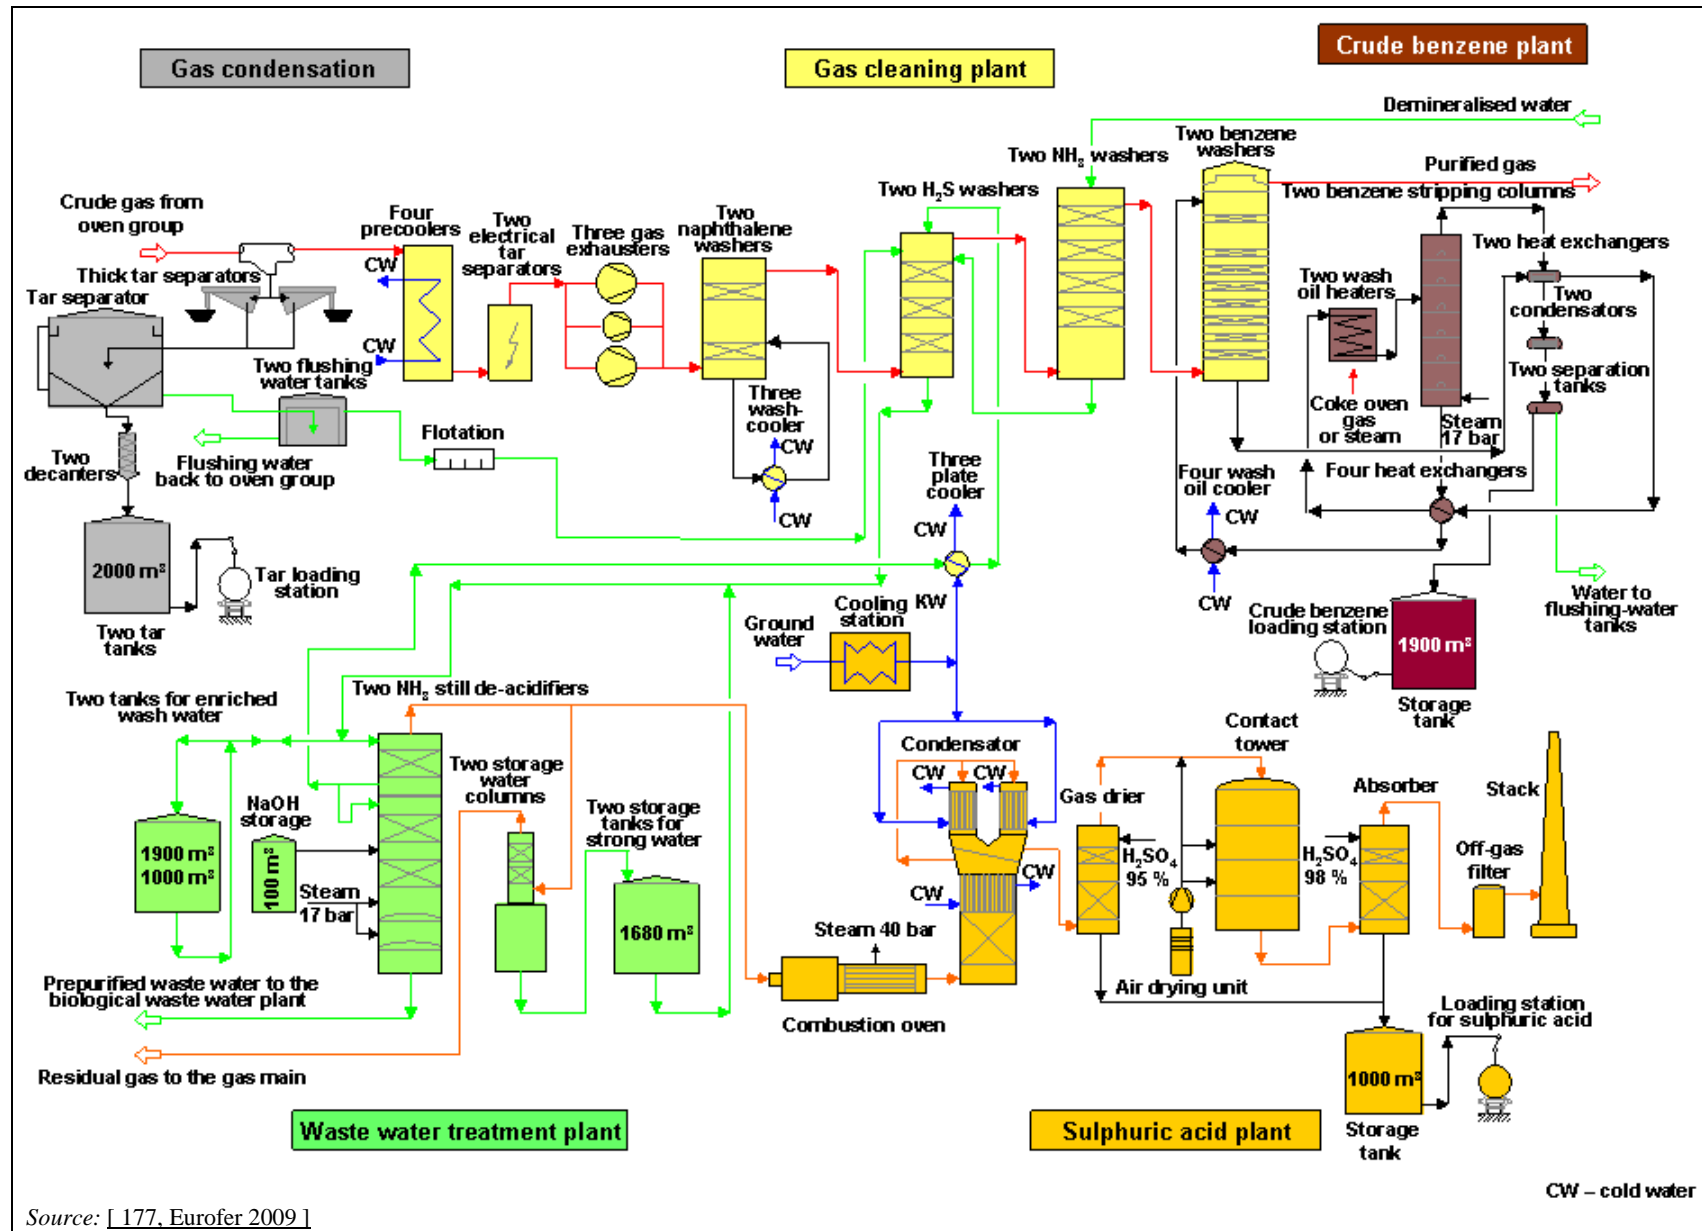 Gas condensation
Gas cleaning plant
Crude benzene plant
Demineralised water
Two benzene
washers
Two NH₃ washers
Purified gas
Two benzene stripping columns
Two H₂S washers
Crude gas from
oven group
Four
precoolers
Two
electrical
tar
separators
Three gas
exhausters
Two
naphthalene
washers
CW
Thick tar separators
Tar separator
Two heat exchangers
Two wash
oil heaters
Two
condensators
CW
Two flushing
water tanks
Two separation
tanks
Three
wash-
cooler
CW
Coke oven
gas
or steam
Steam
17 bar
Flotation
Two
decanters
Flushing water
back to oven group
Three
plate
cooler
CW
Four wash
oil cooler
CW
Four heat exchangers
CW
2000 m³
Tar loading
station
Two tar
tanks
KW
CW
Cooling
station
Ground
water
Crude benzene
loading station
1900 m³
Storage
tank
Water to
flushing-water
tanks
Two NH₃ still de-acidifiers
Two tanks for enriched
wash water
Condensator
Contact
tower
Two storage
water
columns
CW
CW
Gas drier
Absorber
Stack
NaOH
storage
Two storage
tanks for
strong water
1900 m³
1000 m³
100 m³
Steam
17 bar
CW
CW
H₂SO₄
95 %
H₂SO₄
98 %
Off-gas
filter
1680 m³
Steam 40 bar
Prepurified waste water to the
biological waste water plant
Air drying unit
Combustion oven
Loading station
for sulphuric acid
Residual gas to the gas main
1000 m³
Storage
tank
Waste water treatment plant
Sulphuric acid plant
CW – cold water
Source: [ 177, Eurofer 2009 ]